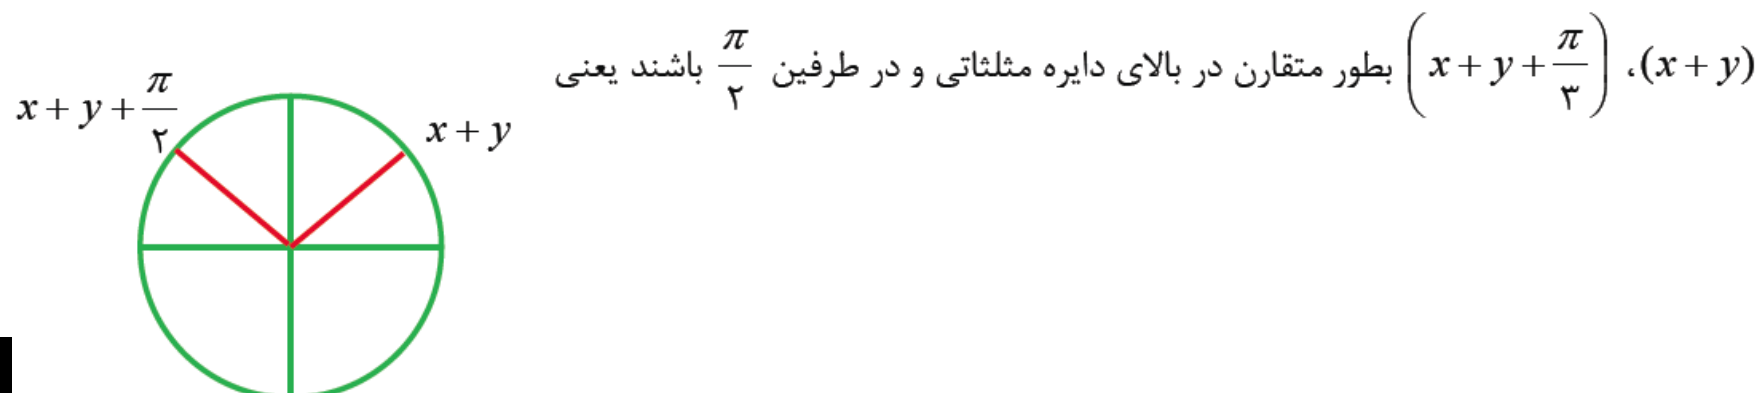 (x + y)، (x + y + π/۳) بطور متقارن در بالای دایره مثلثاتی و در طرفین π/۲ باشند یعنی
x + y + π/۲
x + y